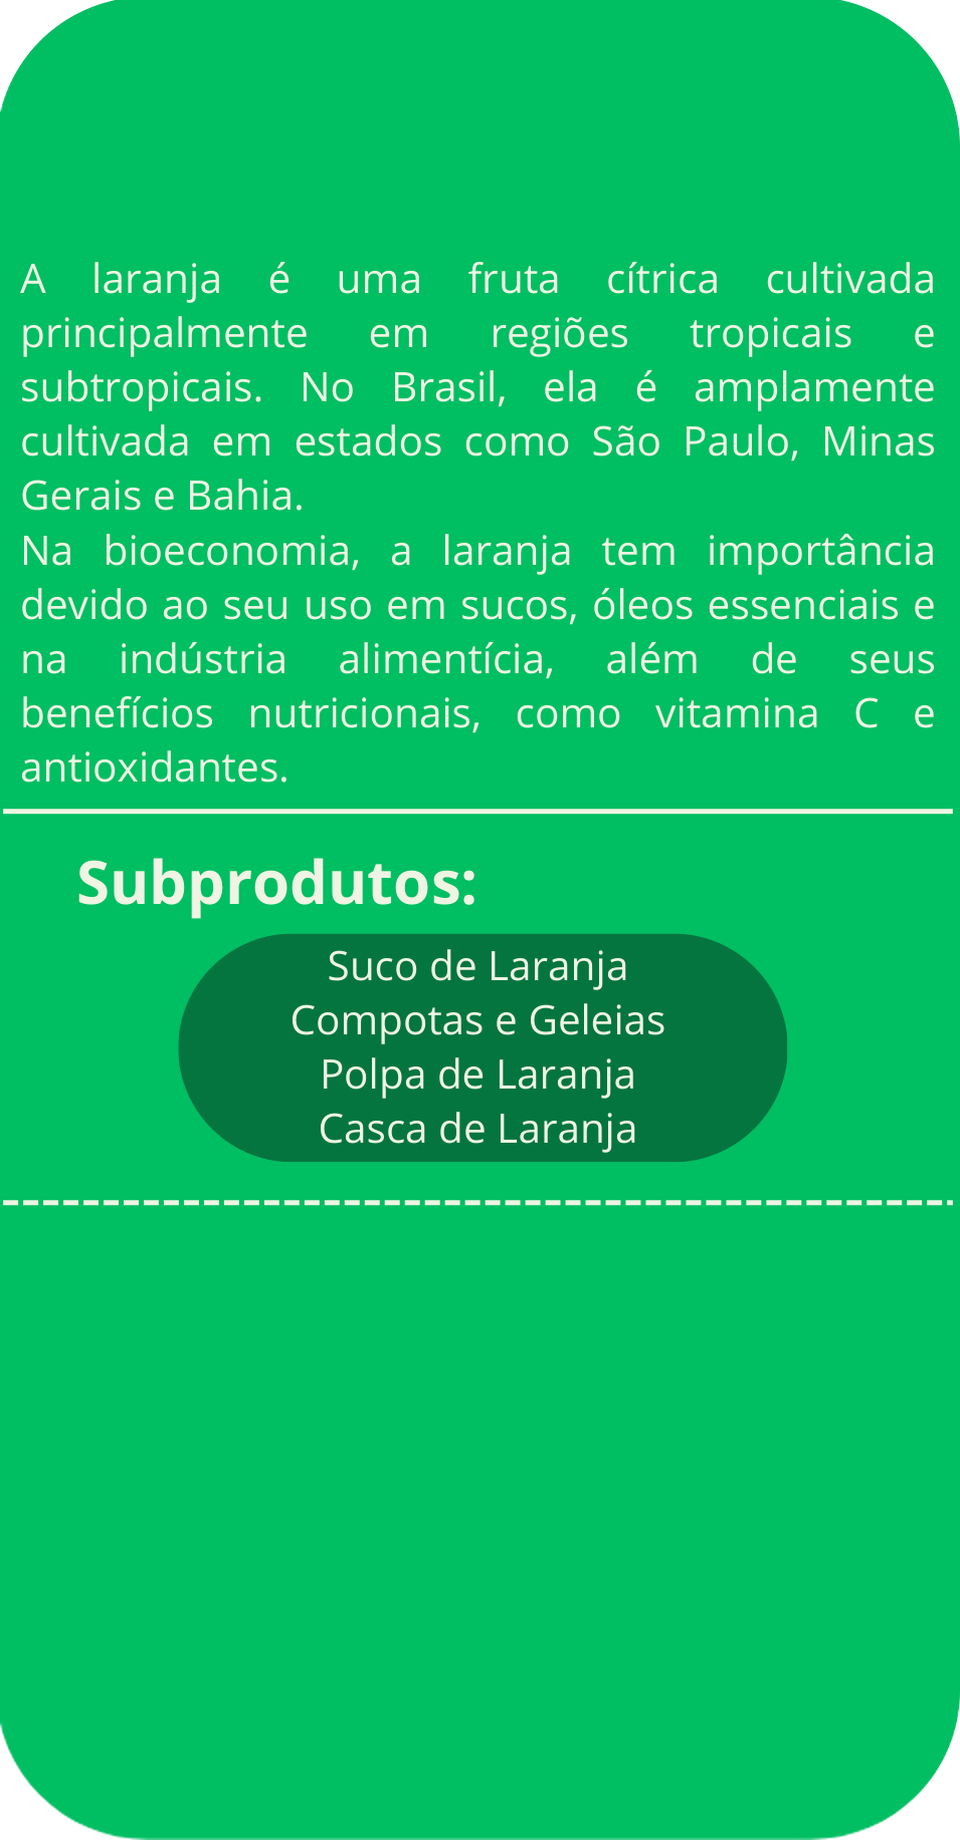 A laranja é uma fruta cítrica cultivada
principalmente em regiões tropicais e
subtropicais. No Brasil, ela é amplamente
cultivada em estados como São Paulo, Minas
Gerais e Bahia.
Na bioeconomia, a laranja tem importância
devido ao seu uso em sucos, óleos essenciais e
na indústria alimentícia, além de seus
benefícios nutricionais, como vitamina C e
antioxidantes.
Subprodutos:
Suco de Laranja
Compotas e Geleias
Polpa de Laranja
Casca de Laranja